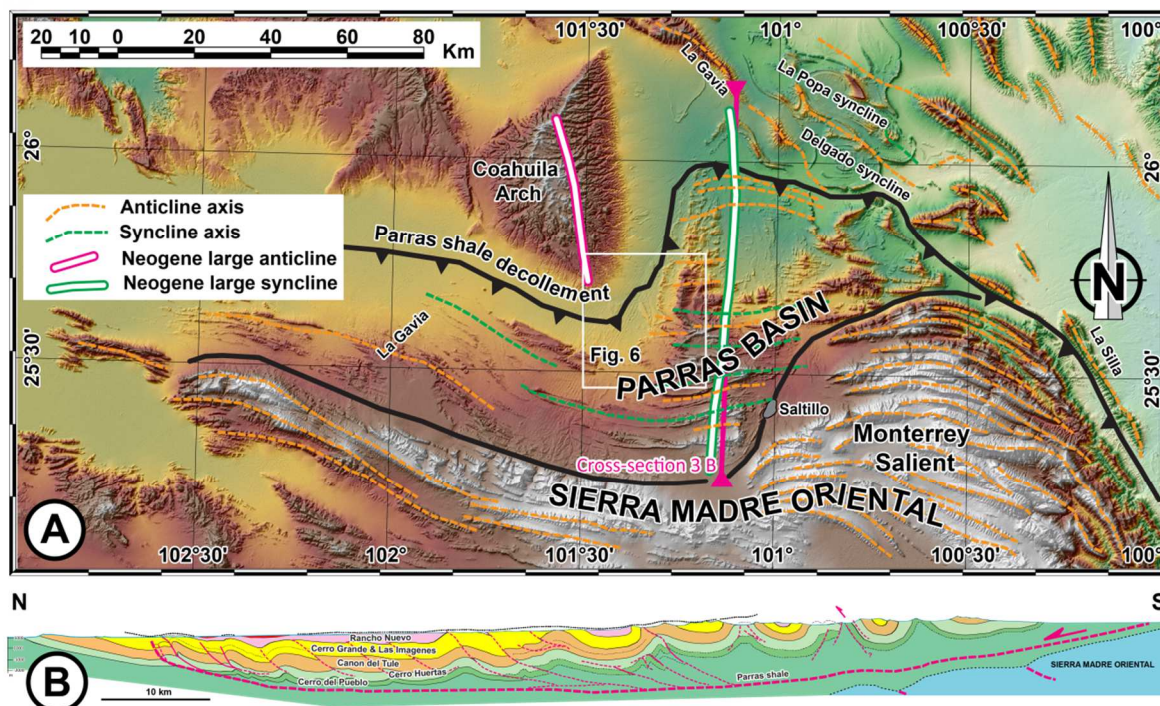 20 10 0 20 40 60 80
Km
101°30'
101°
100°30'
100°
La Gavia
La Popa syncline
Delgado syncline
26°
26°
Coahuila
Arch
Anticline axis
Syncline axis
Neogene large anticline
Neogene large syncline
Parras shale decollement
N
La Gavia
Fig. 6
PARRAS BASIN
La Silla
25°30'
25°30'
Saltillo
Monterrey
Salient
Cross-section 3 B
SIERRA MADRE ORIENTAL
A
102°30'
102°
101°30'
101°
100°30'
100°
N
S
Rancho Nuevo
Cerro Grande & Las Imagenes
Canon del Tule
Cerro Huertas
Cerro del Pueblo
Parras shale
SIERRA MADRE ORIENTAL
B
10 km